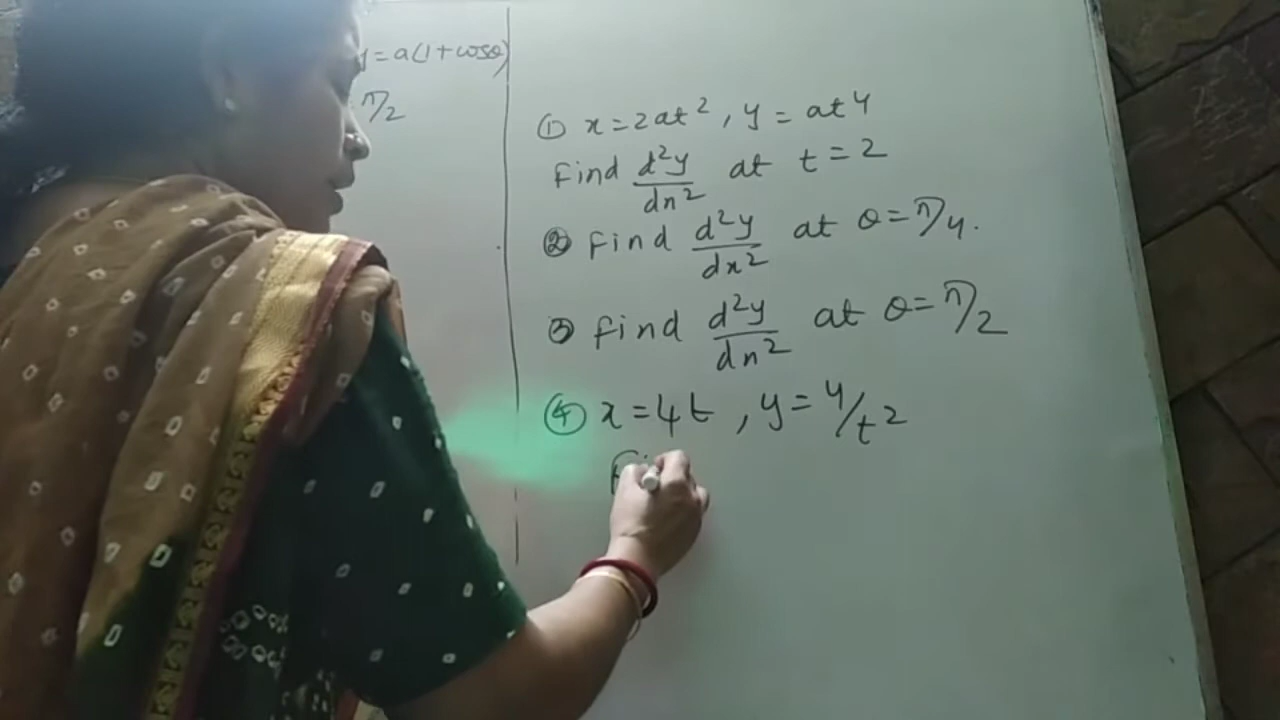 y=a(1+cosθ)
π/2
① x=2at², y=at⁴
Find d²y/dx² at t=2
② Find d²y/dx² at θ=π/4.
③ Find d²y/dx² at θ=π/2
④ x=4t, y=4/t²
Fi